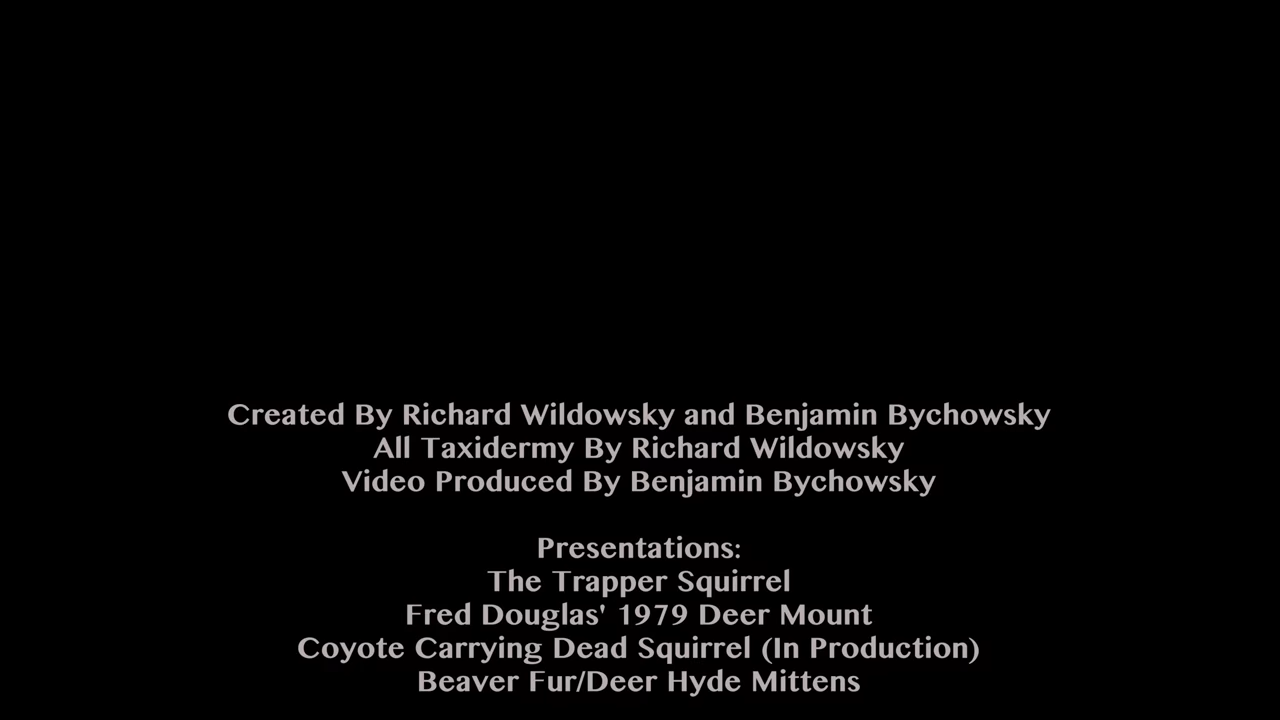 Created By Richard Wildowsky and Benjamin Bychowsky
All Taxidermy By Richard Wildowsky
Video Produced By Benjamin Bychowsky
Presentations:
The Trapper Squirrel
Fred Douglas' 1979 Deer Mount
Coyote Carrying Dead Squirrel (In Production)
Beaver Fur/Deer Hyde Mittens